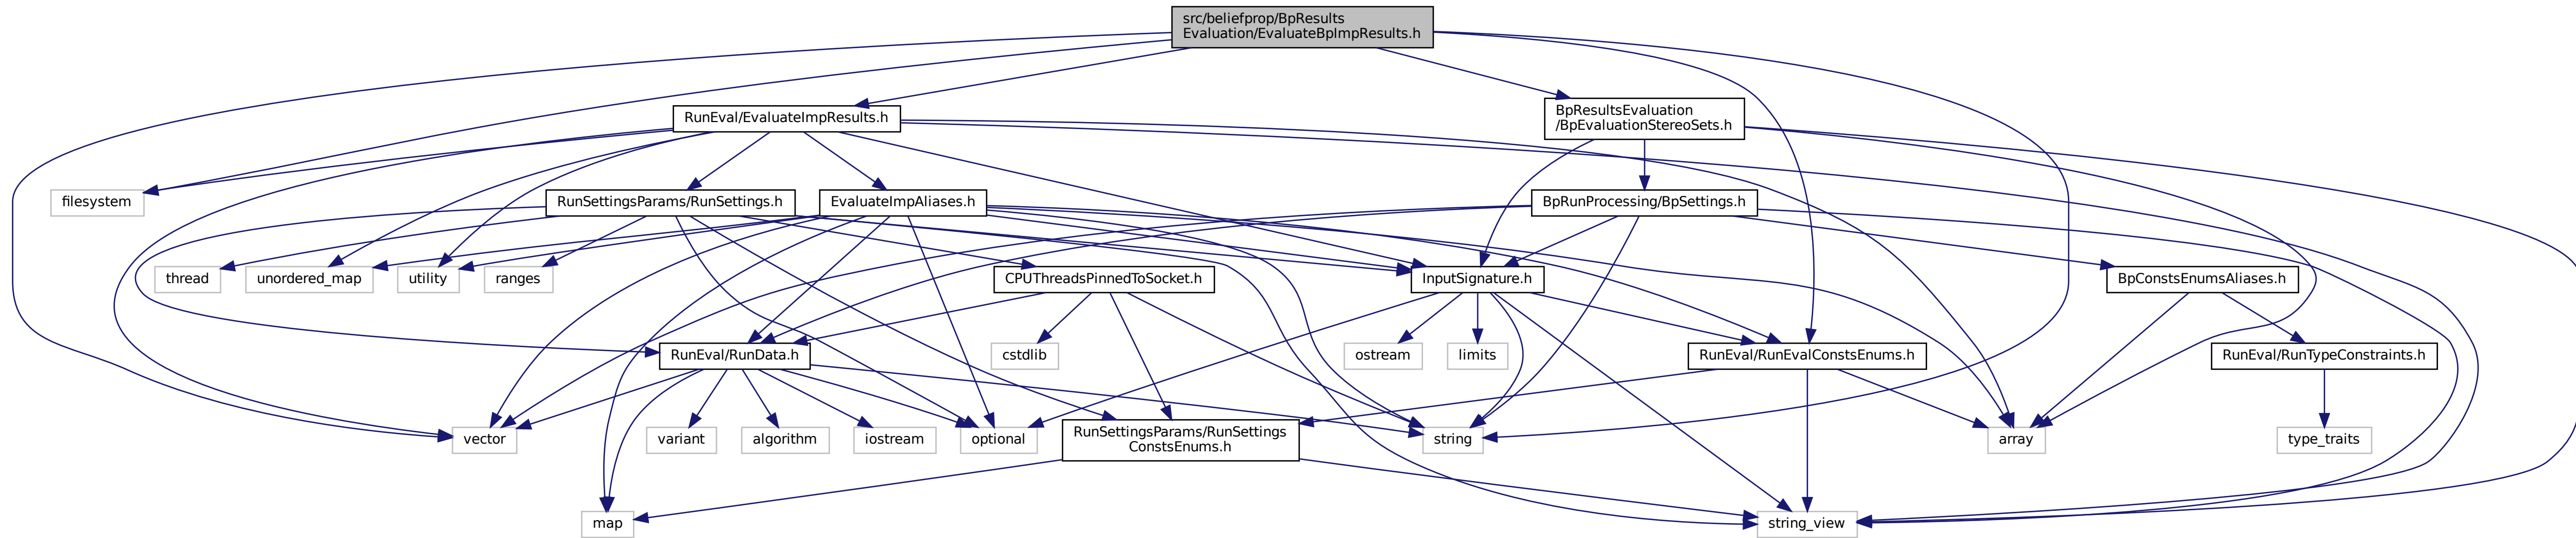 src/beliefprop/BpResults
Evaluation/EvaluateBpImpResults.h
RunEval/EvaluateImpResults.h
BpResultsEvaluation
/BpEvaluationStereoSets.h
filesystem
RunSettingsParams/RunSettings.h
EvaluateImpAliases.h
BpRunProcessing/BpSettings.h
thread
unordered_map
utility
ranges
CPUThreadsPinnedToSocket.h
InputSignature.h
BpConstsEnumsAliases.h
RunEval/RunData.h
cstdlib
ostream
limits
RunEval/RunEvalConstsEnums.h
RunEval/RunTypeConstraints.h
vector
variant
algorithm
iostream
optional
RunSettingsParams/RunSettings
ConstsEnums.h
string
array
type_traits
map
string_view